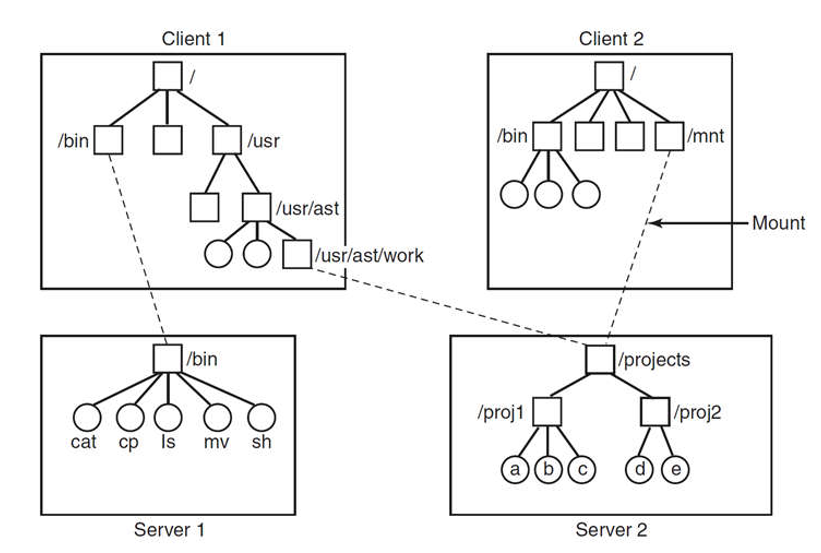 Client 1
Client 2
/
/
/bin
/usr
/bin
/mnt
/usr/ast
Mount
/usr/ast/work
/bin
/projects
/proj1
/proj2
cat cp ls mv sh
a b c d e
Server 1
Server 2